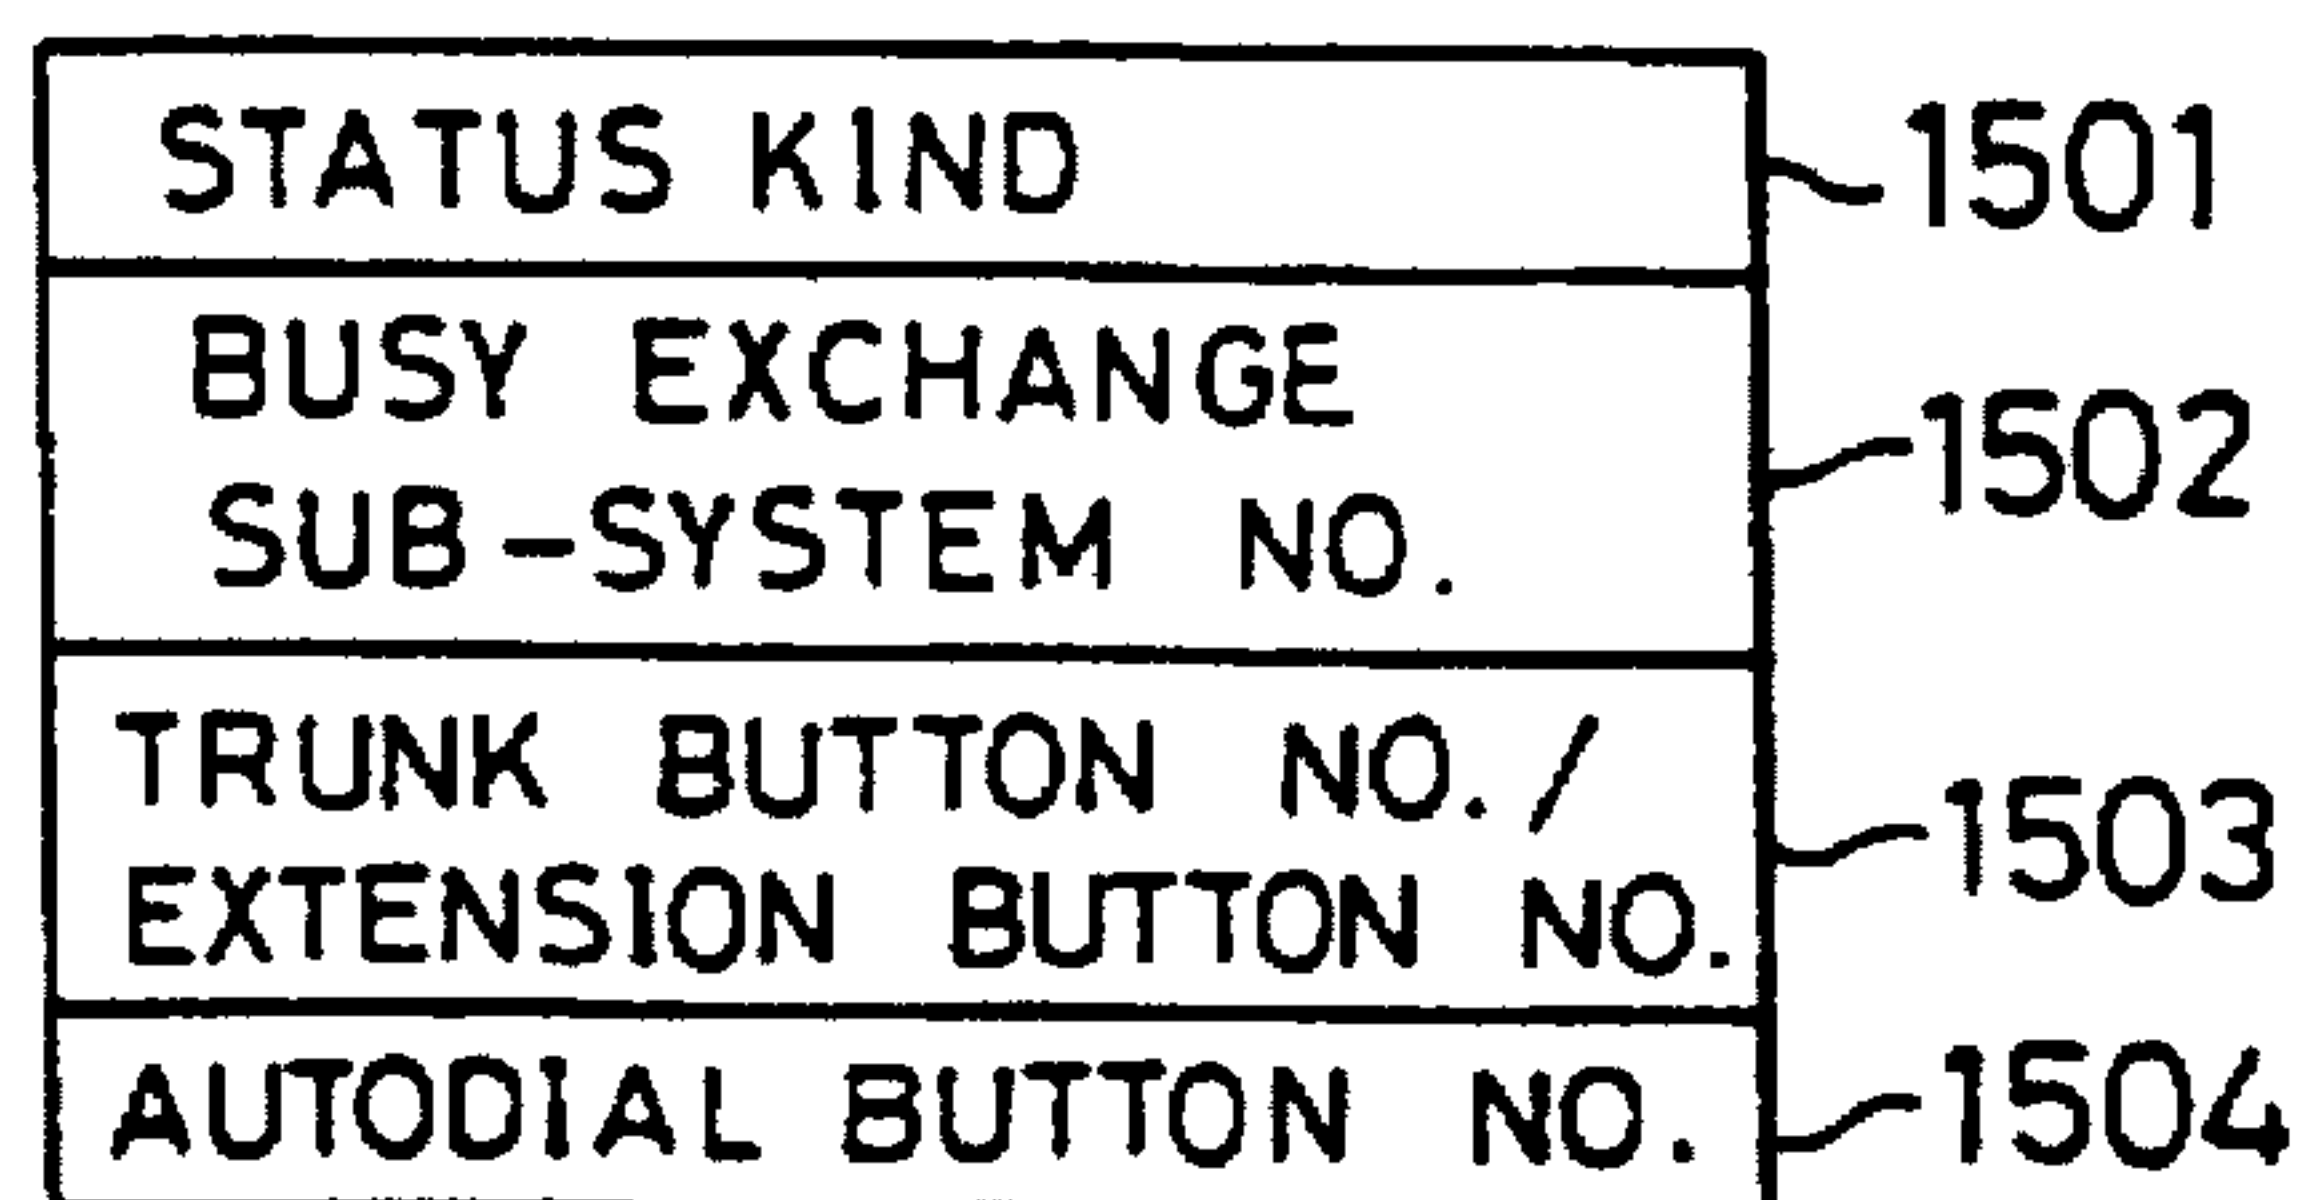 STATUS KIND 1501
BUSY EXCHANGE
SUB-SYSTEM NO. 1502
TRUNK BUTTON NO./
EXTENSION BUTTON NO. 1503
AUTODIAL BUTTON NO. 1504